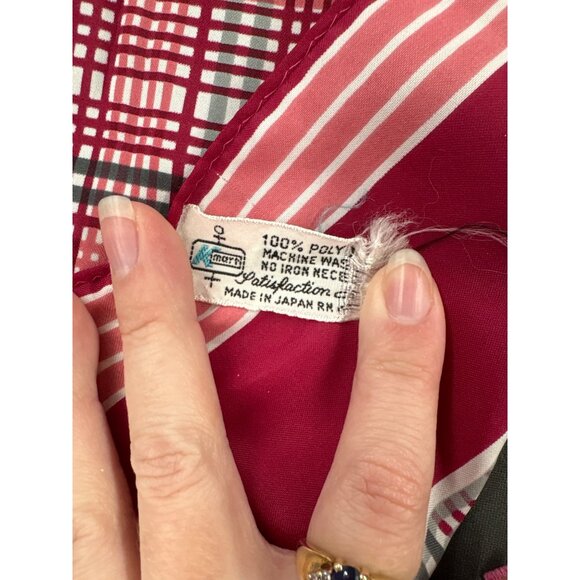 Kmart
100% POLY
MACHINE WAS
NO IRON NECE
Satisfaction
MADE IN JAPAN RN